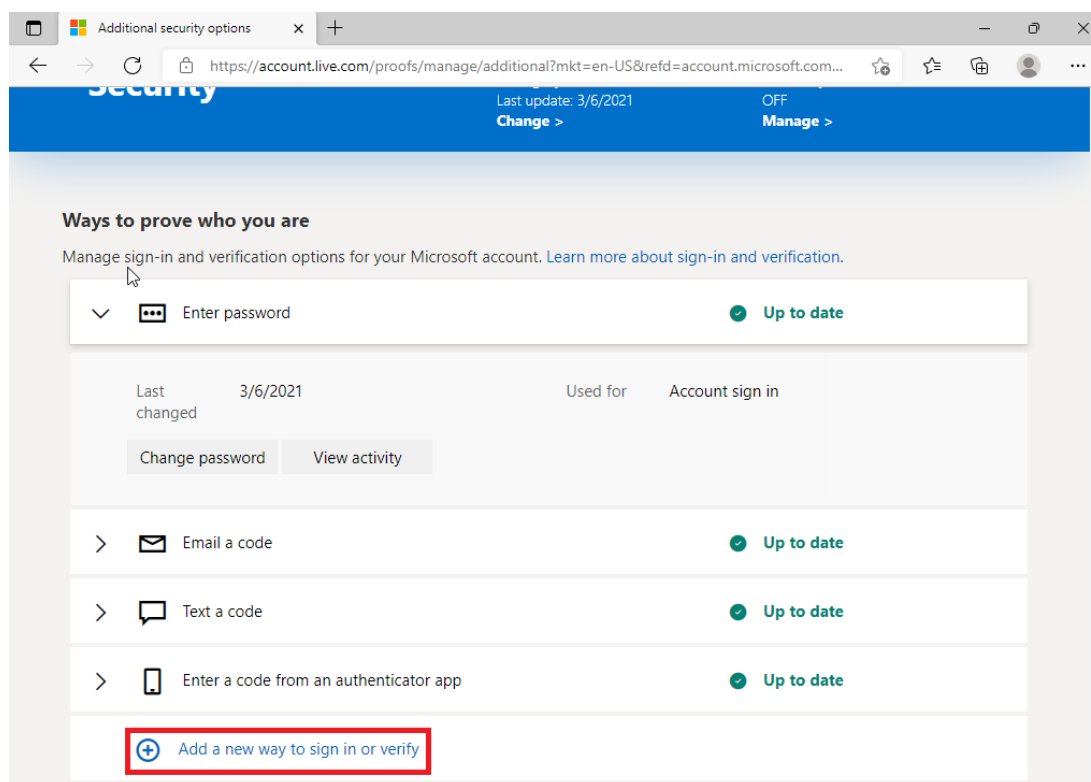 Additional security options
https://account.live.com/proofs/manage/additional?mkt=en-US&refd=account.microsoft.com...
Security
Last update: 3/6/2021
Change >
OFF
Manage >
Ways to prove who you are
Manage sign-in and verification options for your Microsoft account. Learn more about sign-in and verification.
Enter password
Up to date
Last changed
3/6/2021
Used for
Account sign in
Change password
View activity
Email a code
Up to date
Text a code
Up to date
Enter a code from an authenticator app
Up to date
Add a new way to sign in or verify